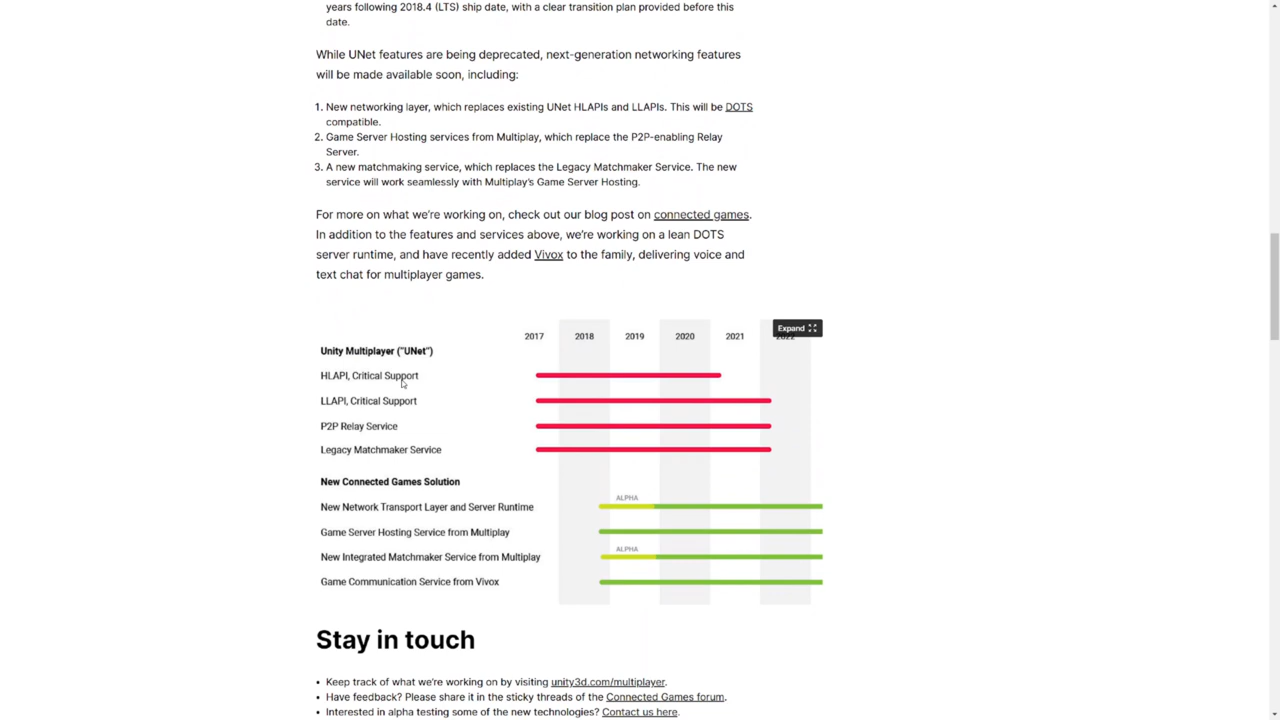 years following 2018.4 (LTS) ship date, with a clear transition plan provided before this
date.
While UNet features are being deprecated, next-generation networking features
will be made available soon, including:
1. New networking layer, which replaces existing UNet HLAPIs and LLAPIs. This will be DOTS
compatible.
2. Game Server Hosting services from Multiplay, which replace the P2P-enabling Relay
Server.
3. A new matchmaking service, which replaces the Legacy Matchmaker Service. The new
service will work seamlessly with Multiplay's Game Server Hosting.
For more on what we're working on, check out our blog post on connected games.
In addition to the features and services above, we're working on a lean DOTS
server runtime, and have recently added Vivox to the family, delivering voice and
text chat for multiplayer games.
Expand
2017 2018 2019 2020 2021 2022
Unity Multiplayer ("UNet")
HLAPI, Critical Support
LLAPI, Critical Support
P2P Relay Service
Legacy Matchmaker Service
New Connected Games Solution
ALPHA
New Network Transport Layer and Server Runtime
Game Server Hosting Service from Multiplay
ALPHA
New Integrated Matchmaker Service from Multiplay
Game Communication Service from Vivox
Stay in touch
• Keep track of what we're working on by visiting unity3d.com/multiplayer.
• Have feedback? Please share it in the sticky threads of the Connected Games forum.
• Interested in alpha testing some of the new technologies? Contact us here.